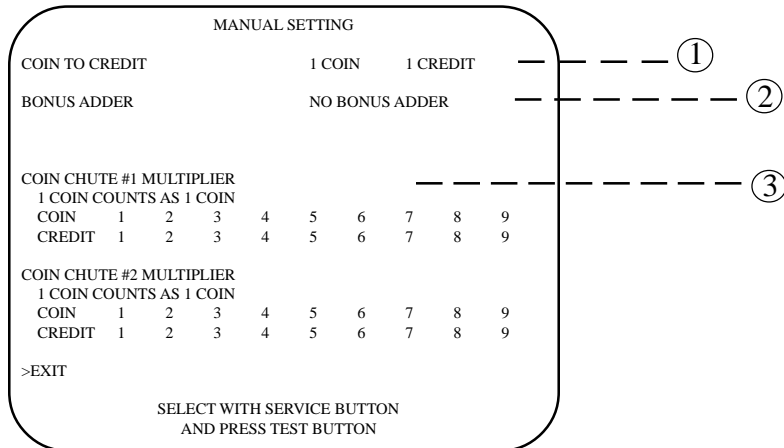 MANUAL SETTING
COIN TO CREDIT 1 COIN 1 CREDIT ①
BONUS ADDER NO BONUS ADDER ②
COIN CHUTE #1 MULTIPLIER ③
1 COIN COUNTS AS 1 COIN
COIN 1 2 3 4 5 6 7 8 9
CREDIT 1 2 3 4 5 6 7 8 9
COIN CHUTE #2 MULTIPLIER
1 COIN COUNTS AS 1 COIN
COIN 1 2 3 4 5 6 7 8 9
CREDIT 1 2 3 4 5 6 7 8 9
>EXIT
SELECT WITH SERVICE BUTTON
AND PRESS TEST BUTTON